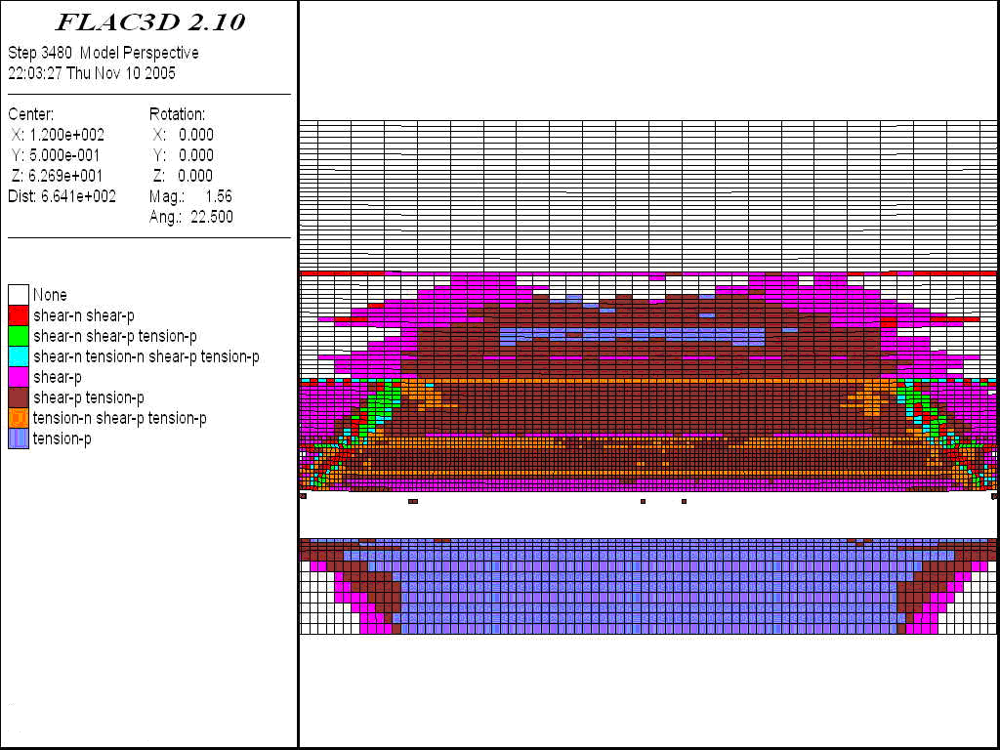 FLAC3D 2.10
Step 3480 Model Perspective
22:03:27 Thu Nov 10 2005
Center: Rotation:
X: 1.200e+002 X: 0.000
Y: 5.000e-001 Y: 0.000
Z: 6.269e+001 Z: 0.000
Dist: 6.641e+002 Mag.: 1.56
Ang.: 22.500
None
shear-n shear-p
shear-n shear-p tension-p
shear-n tension-n shear-p tension-p
shear-p
shear-p tension-p
tension-n shear-p tension-p
tension-p